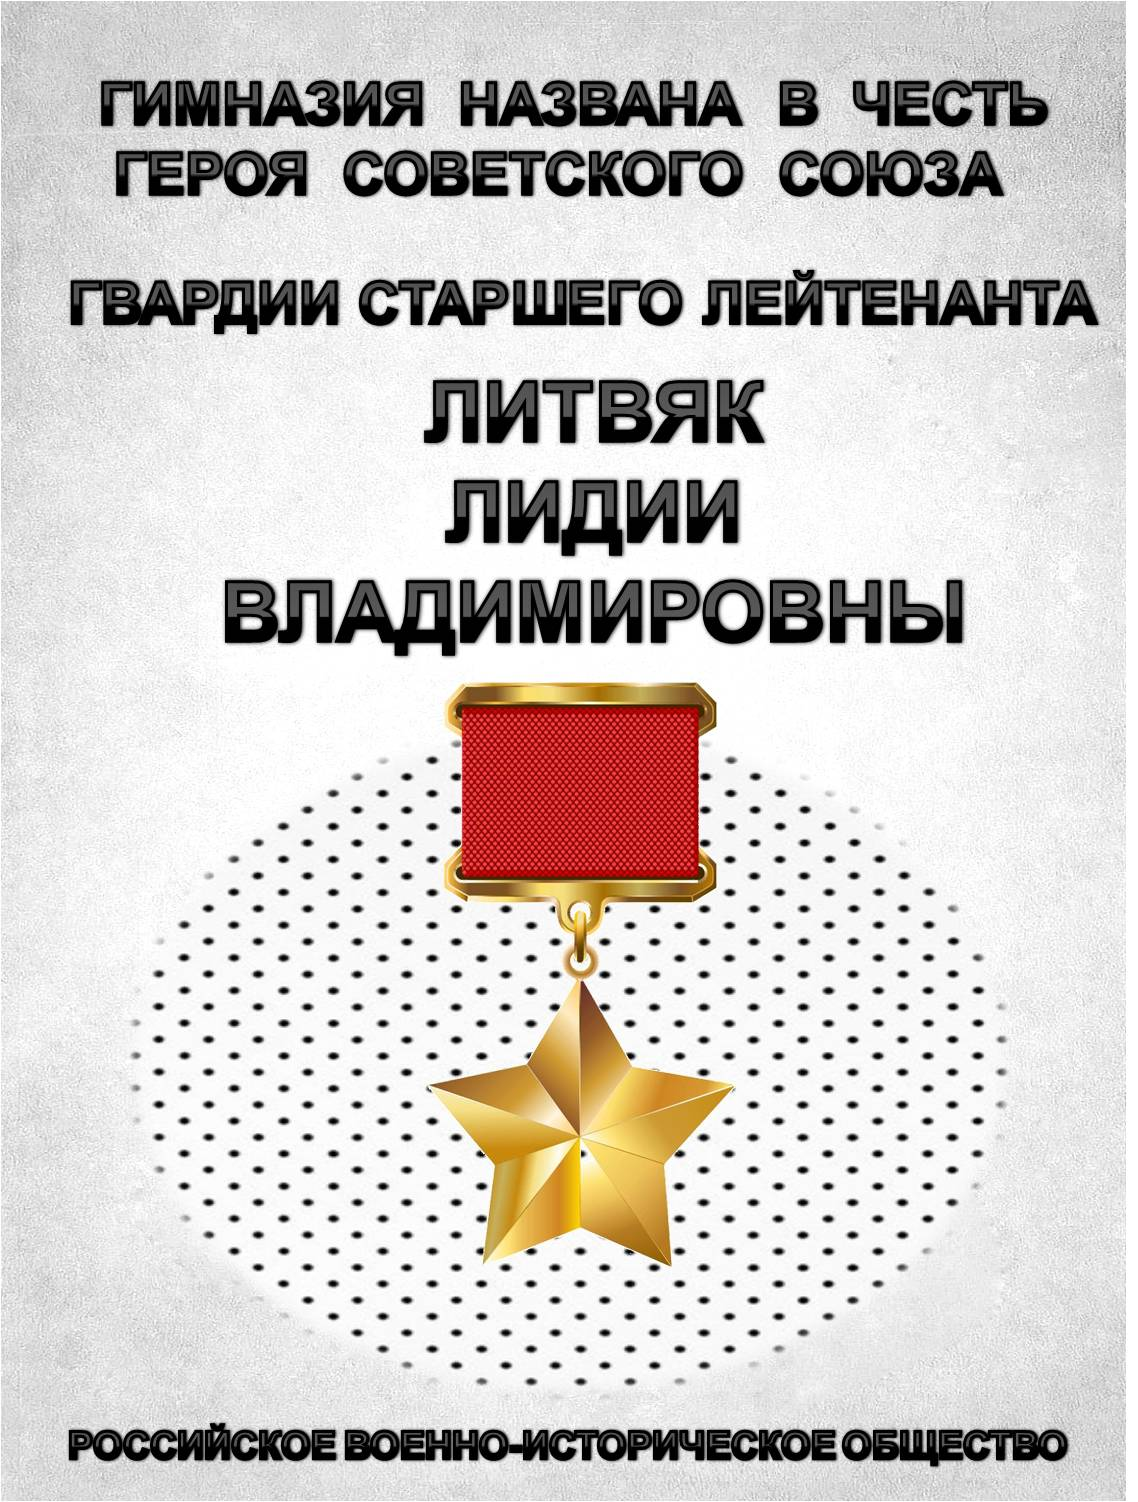 ГИМНАЗИЯ НАЗВАНА В ЧЕСТЬ
ГЕРОЯ СОВЕТСКОГО СОЮЗА
ГВАРДИИ СТАРШЕГО ЛЕЙТЕНАНТА
ЛИТВЯК
ЛИДИИ
ВЛАДИМИРОВНЫ
РОССИЙСКОЕ ВОЕННО-ИСТОРИЧЕСКОЕ ОБЩЕСТВО